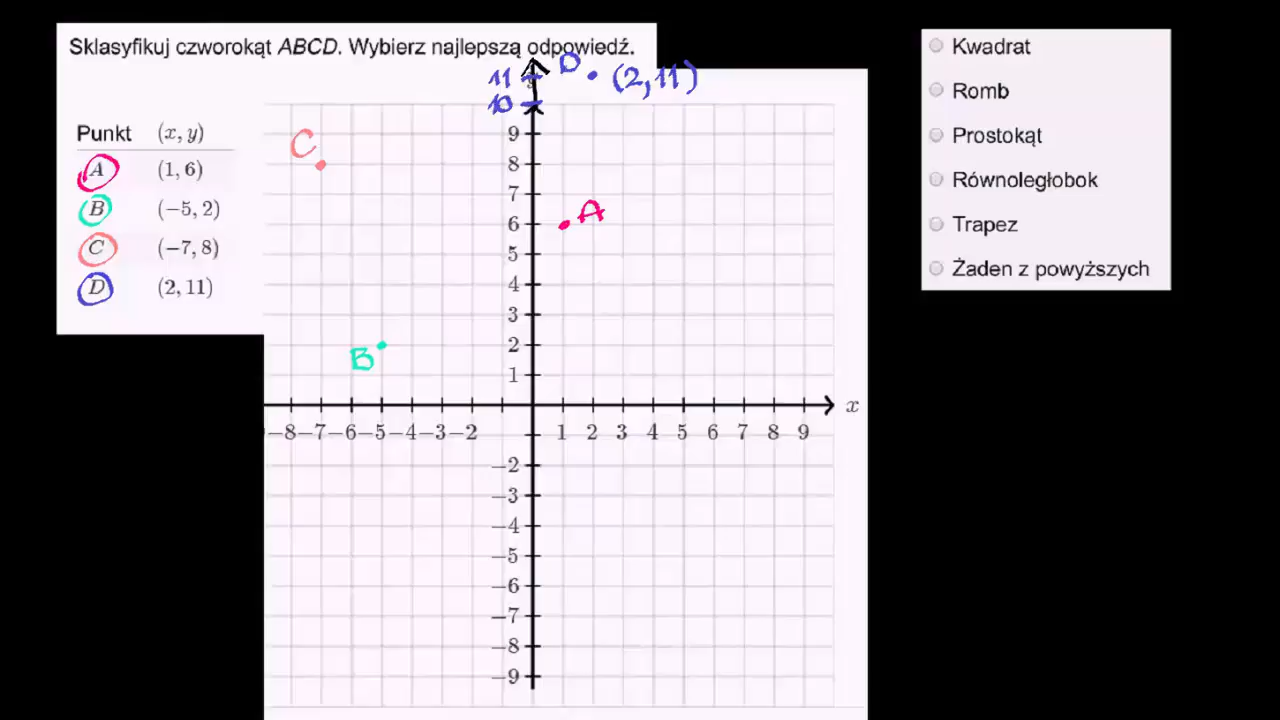 Sklasyfikuj czworokąt ABCD. Wybierz najlepszą odpowiedź.
Punkt (x, y)
A (1, 6)
B (−5, 2)
C (−7, 8)
D (2, 11)
11 D (2,11)
10
9
C
8
7
6 A
5
4
3
2
B
1
x
−8 −7 −6 −5 −4 −3 −2 1 2 3 4 5 6 7 8 9
−2
−3
−4
−5
−6
−7
−8
−9
Kwadrat
Romb
Prostokąt
Równoległobok
Trapez
Żaden z powyższych